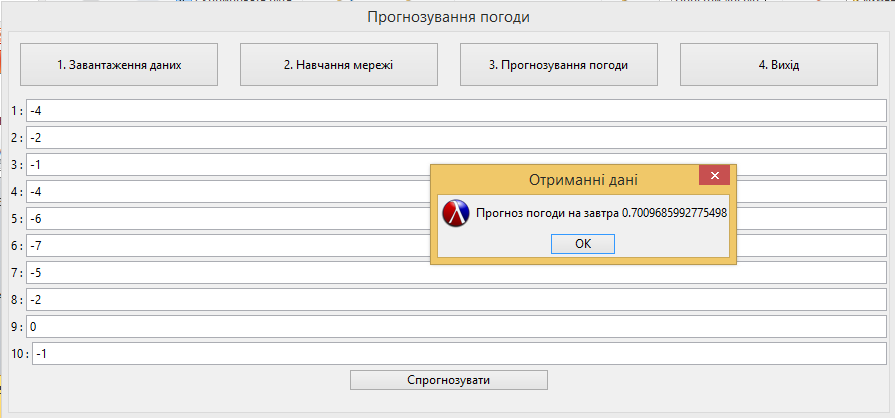 Прогнозування погоди
1. Завантаження даних
2. Навчання мережі
3. Прогнозування погоди
4. Вихід
1: -4
2: -2
3: -1
4: -4
5: -6
6: -7
7: -5
8: -2
9: 0
10: -1
Отриманні дані
Прогноз погоди на завтра 0.7009685992775498
OK
Спрогнозувати